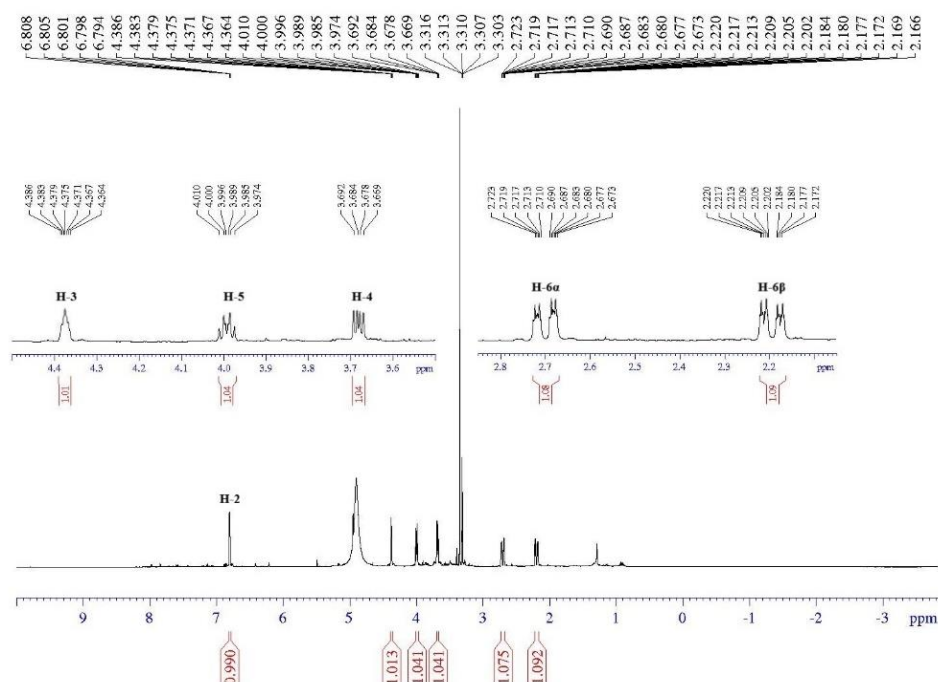 6.808 6.805 6.801 6.798 6.794 4.386 4.383 4.379 4.375 4.371 4.367 4.364 4.010 4.000 3.996 3.989 3.985 3.974 3.692 3.684 3.678 3.669 3.316 3.313 3.310 3.307 3.303 2.723 2.719 2.717 2.713 2.710 2.690 2.687 2.683 2.680 2.677 2.673 2.220 2.217 2.213 2.209 2.205 2.202 2.184 2.180 2.177 2.172 2.169 2.166
4.386 4.383 4.379 4.375 4.371 4.367 4.364 4.010 4.000 3.996 3.989 3.985 3.974 3.692 3.684 3.678 3.669 2.723 2.719 2.717 2.713 2.710 2.690 2.687 2.683 2.680 2.677 2.673 2.220 2.217 2.213 2.209 2.205 2.202 2.184 2.180 2.177 2.172
H-3 H-5 H-4 H-6α H-6β
4.4 4.3 4.2 4.1 4.0 3.9 3.8 3.7 3.6 ppm 2.8 2.7 2.6 2.5 2.4 2.3 2.2 ppm
1.01 1.04 1.04 1.08 1.09
H-2
9 8 7 6 5 4 3 2 1 0 -1 -2 -3 ppm
0.990 1.013 1.041 1.041 1.075 1.092